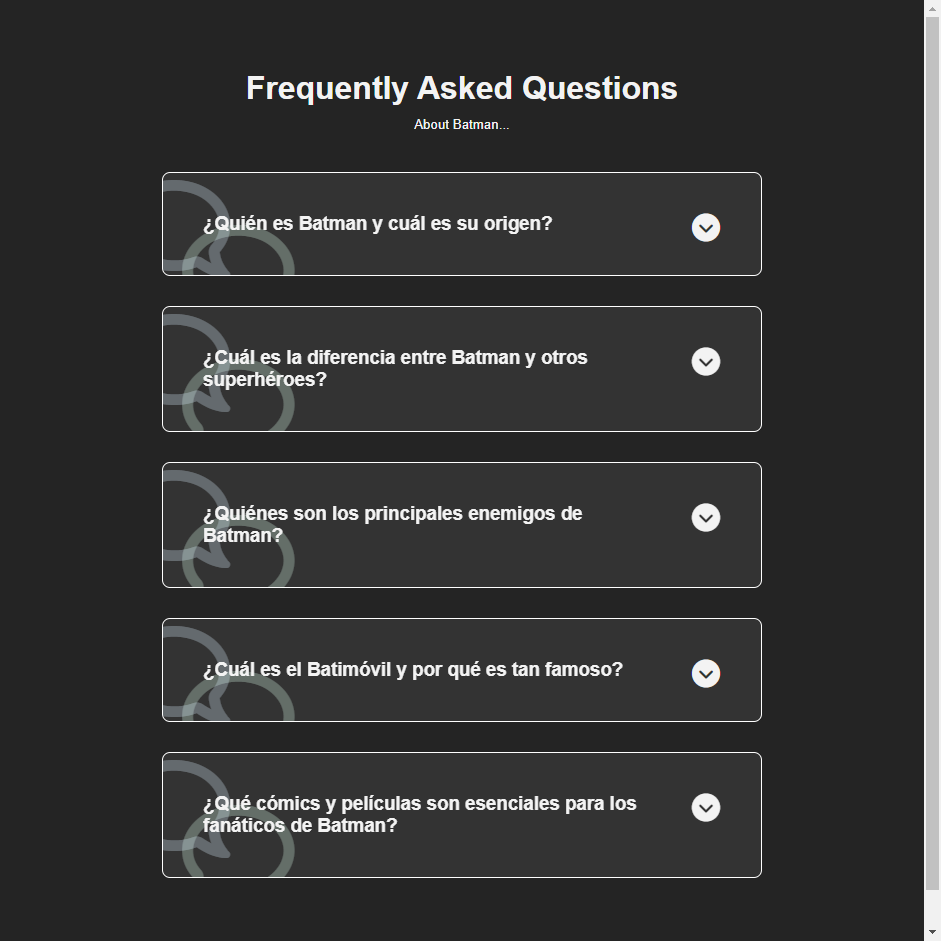 Frequently Asked Questions
About Batman...
¿Quién es Batman y cuál es su origen?
¿Cuál es la diferencia entre Batman y otros
superhéroes?
¿Quiénes son los principales enemigos de
Batman?
¿Cuál es el Batimóvil y por qué es tan famoso?
¿Qué cómics y películas son esenciales para los
fanáticos de Batman?